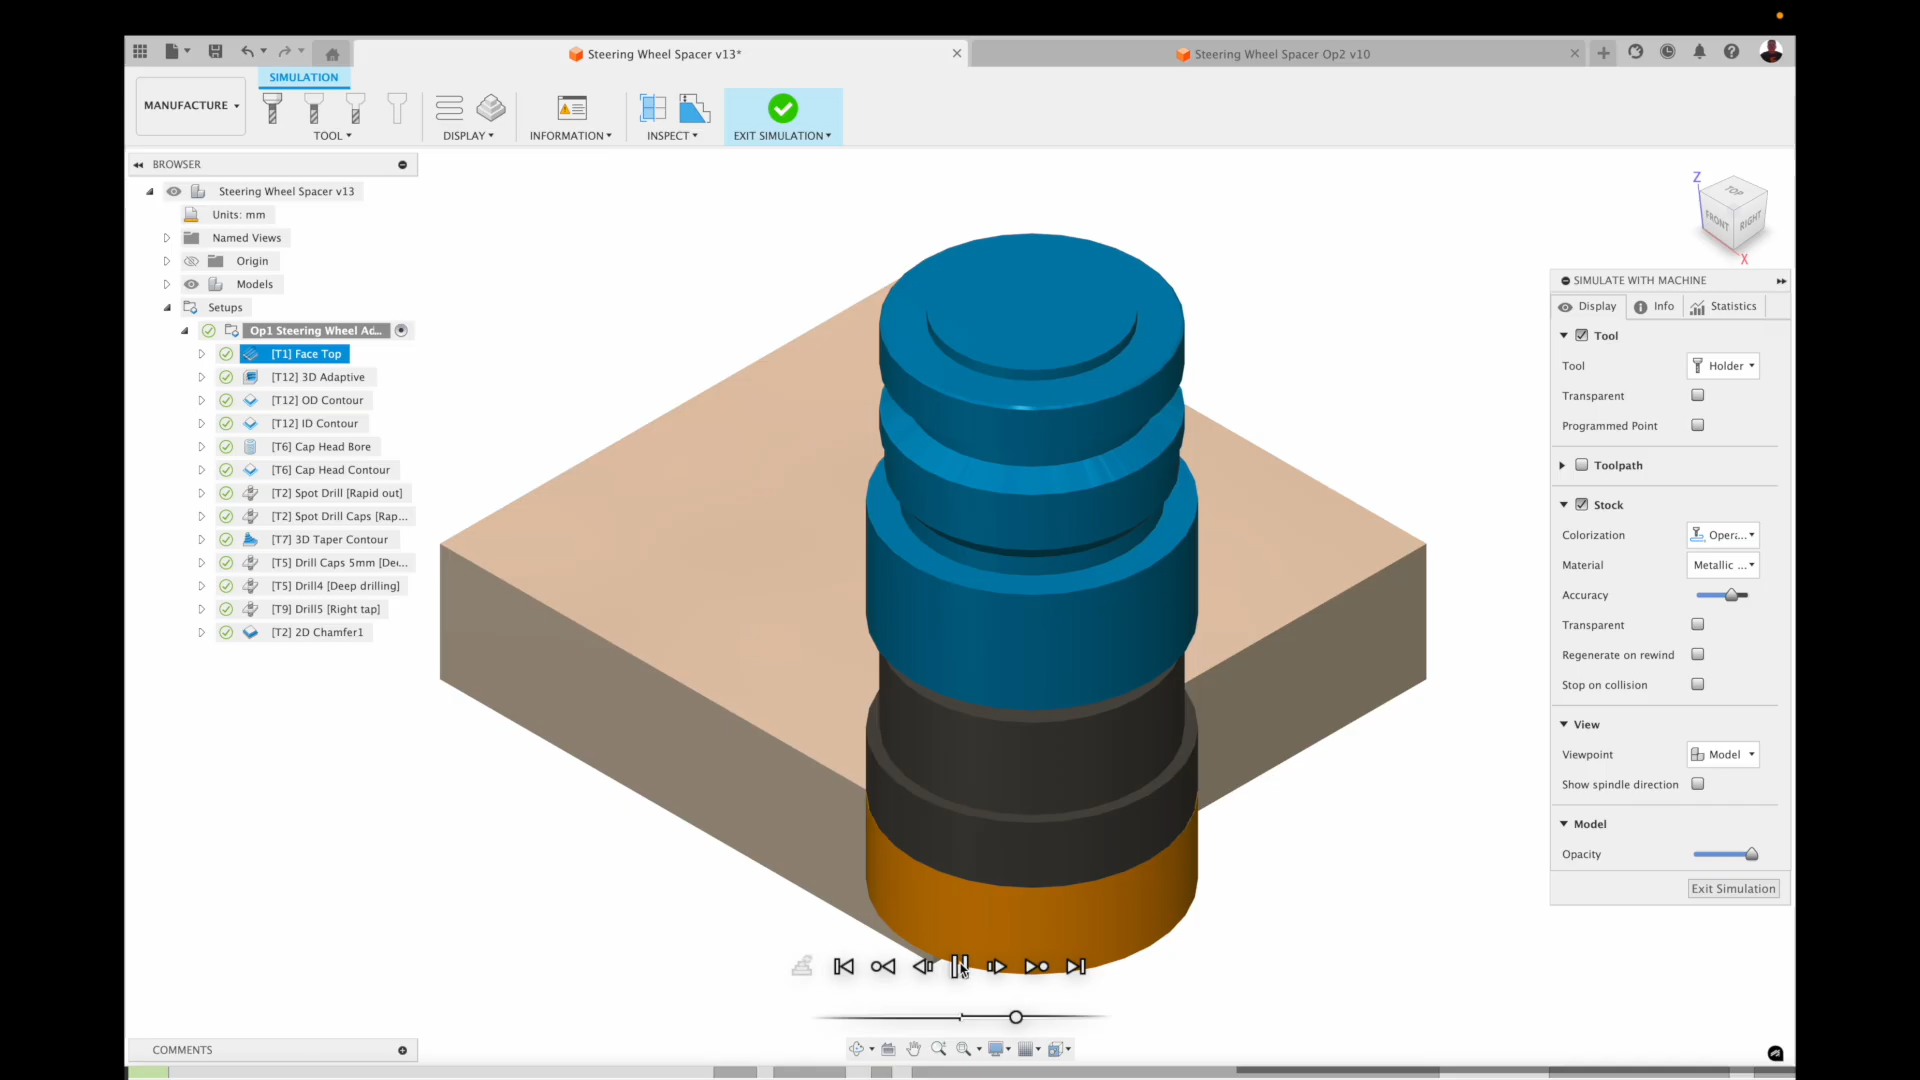 Steering Wheel Spacer v13*
Steering Wheel Spacer Op2 v10
SIMULATION
MANUFACTURE
TOOL
DISPLAY
INFORMATION
INSPECT
EXIT SIMULATION
BROWSER
Steering Wheel Spacer v13
Units: mm
Named Views
Origin
Models
Setups
Op1 Steering Wheel Ad...
[T1] Face Top
[T12] 3D Adaptive
[T12] OD Contour
[T12] ID Contour
[T6] Cap Head Bore
[T6] Cap Head Contour
[T2] Spot Drill [Rapid out]
[T2] Spot Drill Caps [Rap...
[T7] 3D Taper Contour
[T5] Drill Caps 5mm [De...
[T5] Drill4 [Deep drilling]
[T9] Drill5 [Right tap]
[T2] 2D Chamfer1
Z
TOP
FRONT
RIGHT
X
SIMULATE WITH MACHINE
Display
Info
Statistics
Tool
Tool
Holder
Transparent
Programmed Point
Toolpath
Stock
Colorization
Oper...
Material
Metallic ...
Accuracy
Transparent
Regenerate on rewind
Stop on collision
View
Viewpoint
Model
Show spindle direction
Model
Opacity
Exit Simulation
COMMENTS